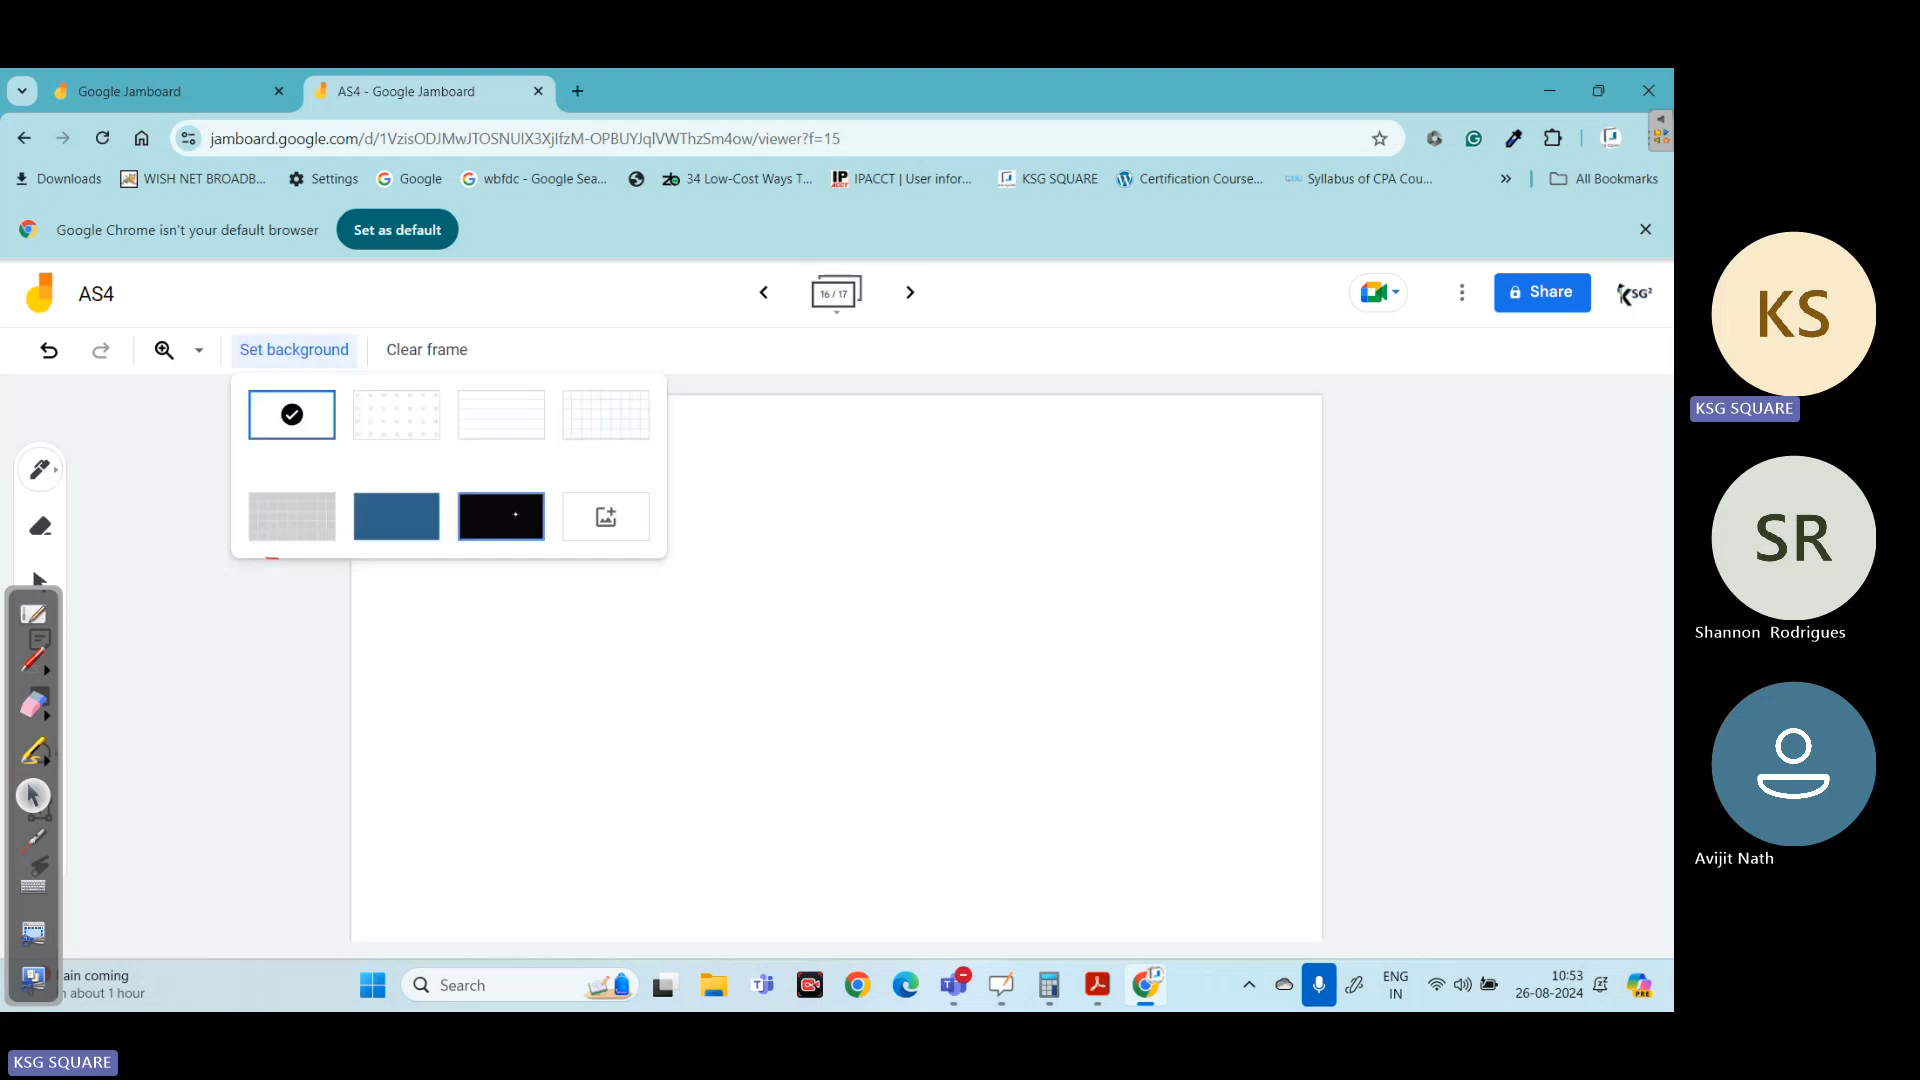 Google Jamboard
AS4 - Google Jamboard
jamboard.google.com/d/1VzisODJMwJTOSNUlX3XjlfzM-OPBUYJqlVWThzSm4ow/viewer?f=15
Downloads
WISH NET BROADB...
Settings
Google
wbfdc - Google Sea...
34 Low-Cost Ways T...
IPACCT | User infor...
KSG SQUARE
Certification Course...
Syllabus of CPA Cou...
All Bookmarks
Google Chrome isn't your default browser
Set as default
AS4
16 / 17
Share
KSG²
Set background
Clear frame
KS
KSG SQUARE
SR
Shannon Rodrigues
Avijit Nath
ain coming
about 1 hour
Search
ENG
IN
10:53
26-08-2024
PRE
KSG SQUARE